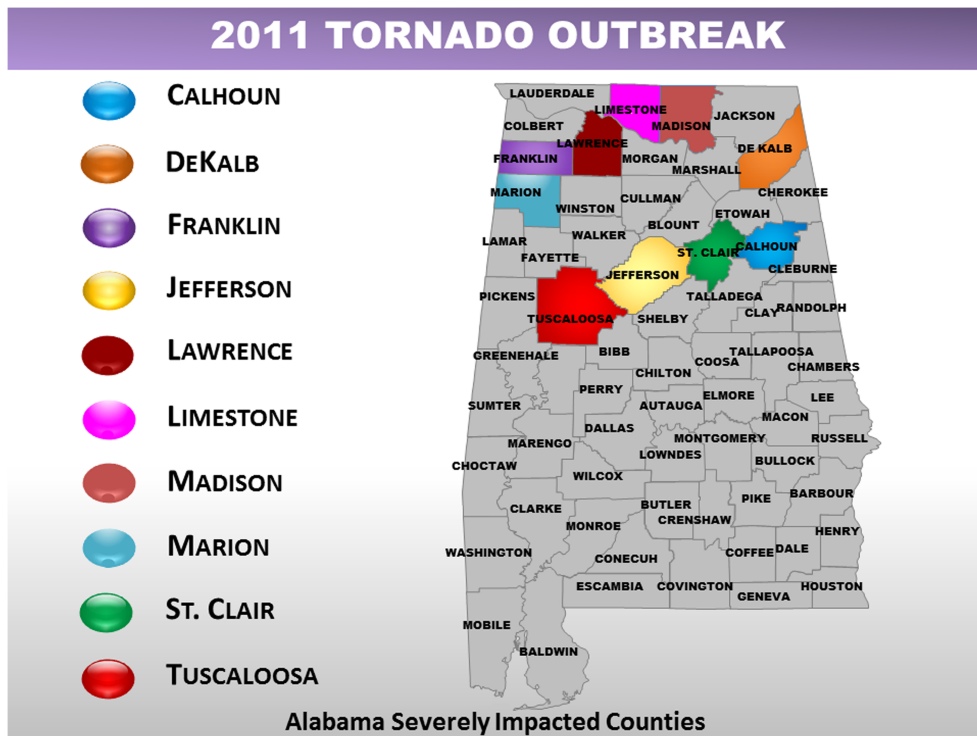 2011 TORNADO OUTBREAK
CALHOUN
DEKALB
FRANKLIN
JEFFERSON
LAWRENCE
LIMESTONE
MADISON
MARION
ST. CLAIR
TUSCALOOSA
LAUDERDALE
LIMESTONE
MADISON
JACKSON
COLBERT
LAWRENCE
FRANKLIN
MORGAN
DE KALB
MARSHALL
MARION
CHEROKEE
WINSTON
CULLMAN
ETOWAH
BLOUNT
WALKER
LAMAR
ST. CLAIR
CALHOUN
FAYETTE
JEFFERSON
CLEBURNE
PICKENS
TALLADEGA
CLAY
RANDOLPH
TUSCALOOSA
SHELBY
GREENEHALE
BIBB
COOSA
TALLAPOOSA
CHAMBERS
CHILTON
PERRY
ELMORE
LEE
SUMTER
AUTAUGA
MACON
DALLAS
MONTGOMERY
RUSSELL
MARENGO
LOWNDES
BULLOCK
CHOCTAW
WILCOX
PIKE
BARBOUR
CLARKE
BUTLER
CRENSHAW
MONROE
HENRY
WASHINGTON
CONECUH
COFFEE
DALE
ESCAMBIA
COVINGTON
HOUSTON
GENEVA
MOBILE
BALDWIN
Alabama Severely Impacted Counties